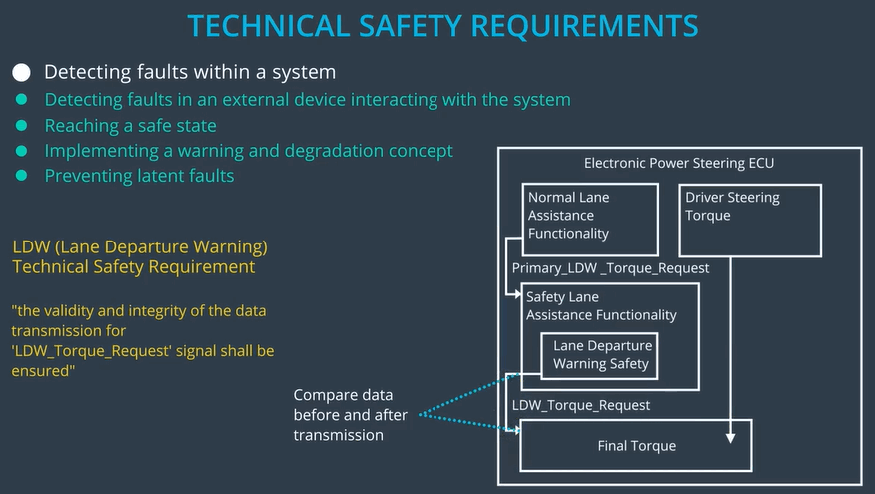 TECHNICAL SAFETY REQUIREMENTS
Detecting faults within a system
Detecting faults in an external device interacting with the system
Reaching a safe state
Implementing a warning and degradation concept
Preventing latent faults
LDW (Lane Departure Warning)
Technical Safety Requirement
"the validity and integrity of the data
transmission for
'LDW_Torque_Request' signal shall be
ensured"
Compare data
before and after
transmission
Electronic Power Steering ECU
Normal Lane
Assistance
Functionality
Driver Steering
Torque
Primary_LDW _Torque_Request
Safety Lane
Assistance Functionality
Lane Departure
Warning Safety
LDW_Torque_Request
Final Torque